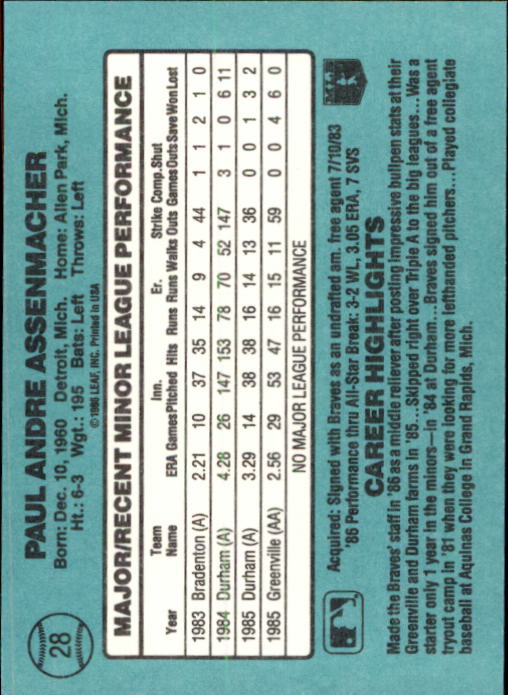 28
PAUL ANDRE ASSENMACHER
Born: Dec. 10, 1960 Detroit, Mich. Home: Allen Park, Mich.
Ht.: 6-3 Wgt.: 195 Bats: Left Throws: Left
©1986 LEAF, INC. Printed in USA
MAJOR/RECENT MINOR LEAGUE PERFORMANCE
Team Inn. Er. Strike Comp. Shut
Year Name ERA Games Pitched Hits Runs Runs Walks Outs Games Outs Save Won Lost
1983 Bradenton (A) 2.21 10 37 35 14 9 4 44 1 1 2 1 0
1984 Durham (A) 4.28 26 147 153 78 70 52 147 3 1 0 6 11
1985 Durham (A) 3.29 14 38 38 16 14 13 36 0 0 1 3 2
1985 Greenville (AA) 2.56 29 53 47 16 15 11 59 0 0 4 6 0
NO MAJOR LEAGUE PERFORMANCE
Acquired: Signed with Braves as an undrafted am. free agent 7/10/83
'86 Performance thru All-Star Break: 3-2 WL, 3.05 ERA, 7 SVS
CAREER HIGHLIGHTS
Made the Braves' staff in '86 as a middle reliever after posting impressive bullpen stats at their
Greenville and Durham farms in '85...Skipped right over Triple A to the big leagues...Was a
starter only 1 year in the minors—in '84 at Durham...Braves signed him out of a free agent
tryout camp in '81 when they were looking for more lefthanded pitchers...Played collegiate
baseball at Aquinas College in Grand Rapids, Mich.